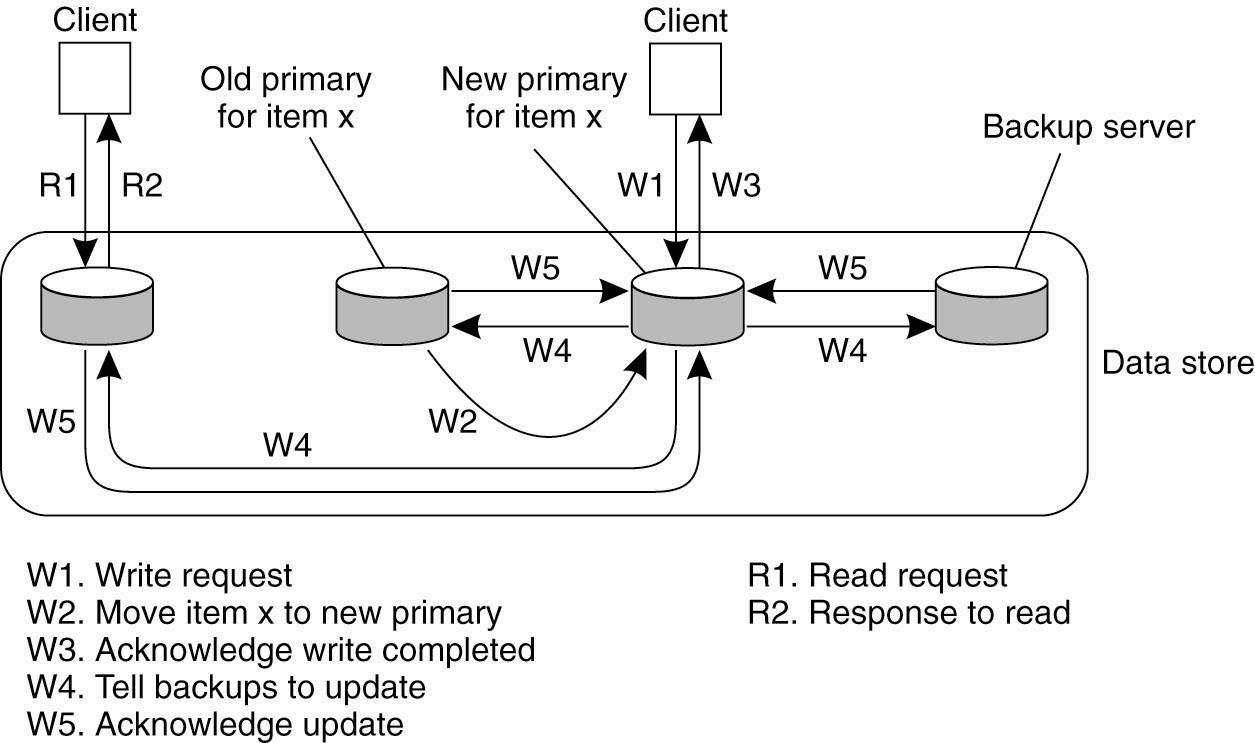 Client
Client
Old primary
for item x
New primary
for item x
Backup server
R1
R2
W1
W3
W5
W5
W4
W4
Data store
W5
W2
W4
W1. Write request
W2. Move item x to new primary
W3. Acknowledge write completed
W4. Tell backups to update
W5. Acknowledge update
R1. Read request
R2. Response to read